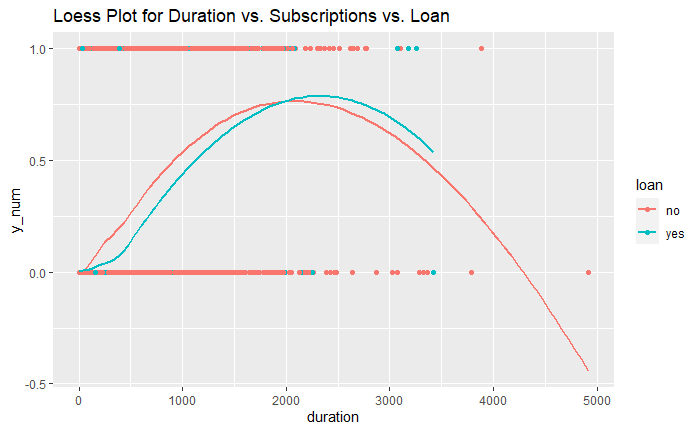 Loess Plot for Duration vs. Subscriptions vs. Loan
1.0
0.5
0.0
-0.5
y_num
0 1000 2000 3000 4000 5000
duration
loan
no
yes